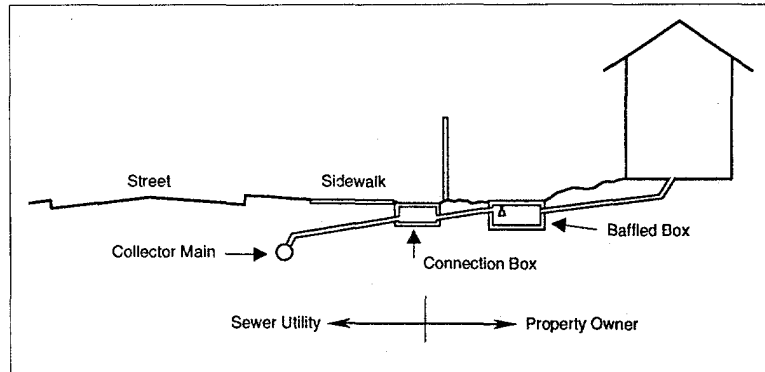 Street
Sidewalk
Collector Main
Connection Box
Baffled Box
Sewer Utility
Property Owner